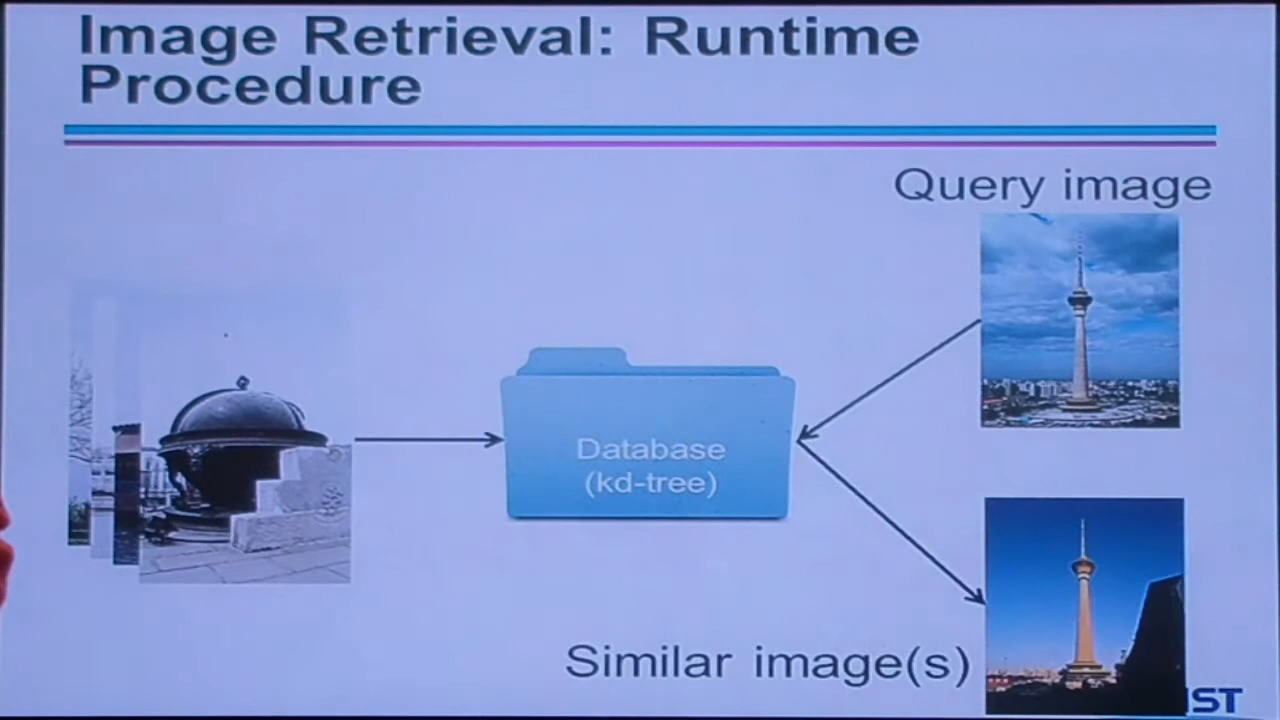 Image Retrieval: Runtime
Procedure
Query image
Database
(kd-tree)
Similar image(s)